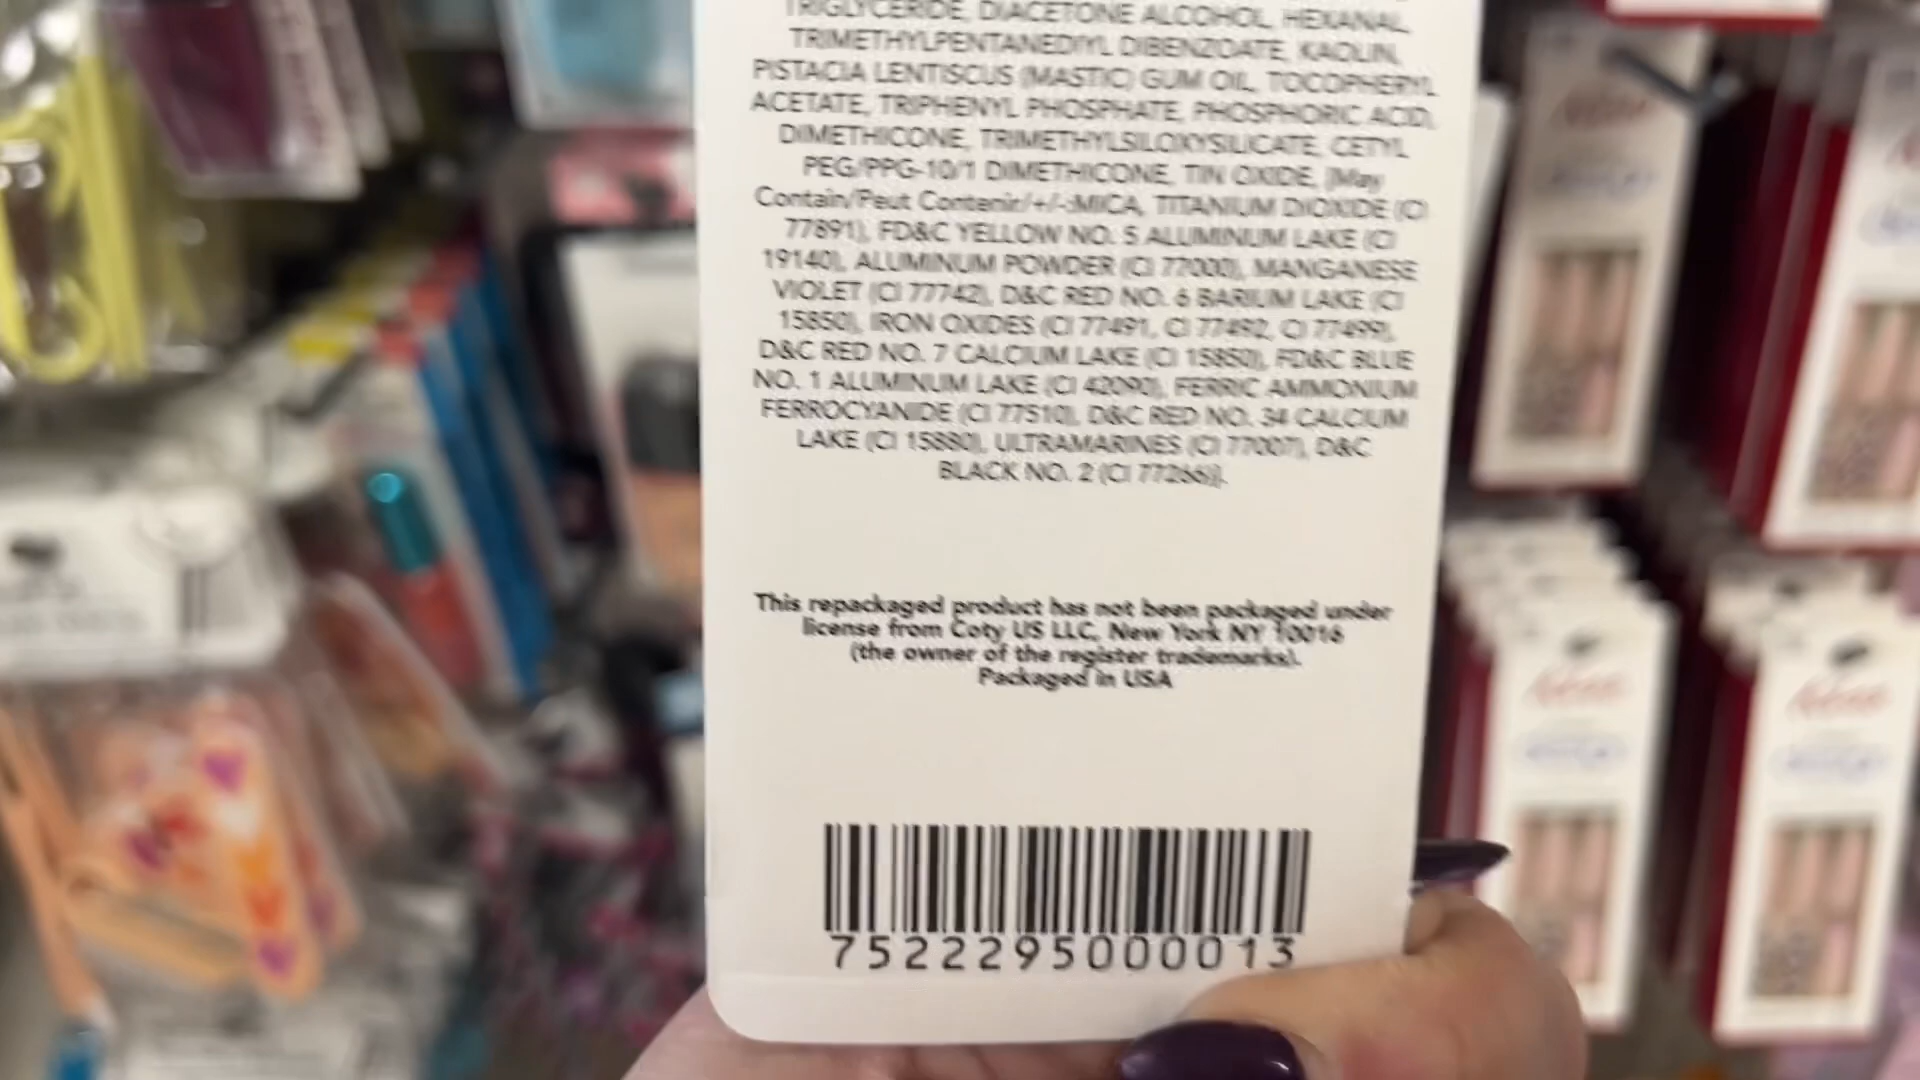 TRIGLYCERIDE, DIACETONE ALCOHOL, HEXANAL,
TRIMETHYLPENTANEDIYL DIBENZOATE, KAOLIN,
PISTACIA LENTISCUS (MASTIC) GUM OIL, TOCOPHERYL
ACETATE, TRIPHENYL PHOSPHATE, PHOSPHORIC ACID,
DIMETHICONE, TRIMETHYLSILOXYSILICATE, CETYL
PEG/PPG-10/1 DIMETHICONE, TIN OXIDE, [May
Contain/Peut Contenir/+/-:MICA, TITANIUM DIOXIDE (CI
77891), FD&C YELLOW NO. 5 ALUMINUM LAKE (CI
19140), ALUMINUM POWDER (CI 77000), MANGANESE
VIOLET (CI 77742), D&C RED NO. 6 BARIUM LAKE (CI
15850), IRON OXIDES (CI 77491, CI 77492, CI 77499),
D&C RED NO. 7 CALCIUM LAKE (CI 15850), FD&C BLUE
NO. 1 ALUMINUM LAKE (CI 42090), FERRIC AMMONIUM
FERROCYANIDE (CI 77510), D&C RED NO. 34 CALCIUM
LAKE (CI 15880), ULTRAMARINES (CI 77007), D&C
BLACK NO. 2 (CI 77266)].
This repackaged product has not been packaged under
license from Coty US LLC, New York NY 10016
(the owner of the register trademarks).
Packaged in USA
7522295000013